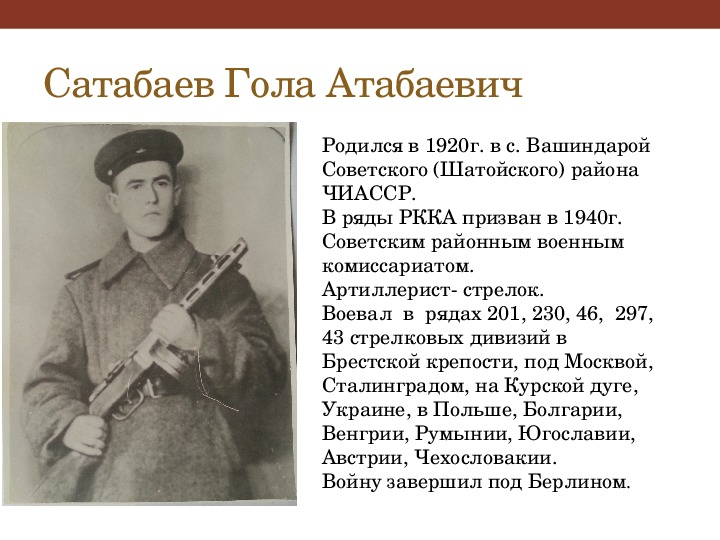 Сатабаев Гола Атабаевич
Родился в 1920г. в с. Вашиндарой
Советского (Шатойского) района
ЧИАССР.
В ряды РККА призван в 1940г.
Советским районным военным
комиссариатом.
Артиллерист- стрелок.
Воевал в рядах 201, 230, 46, 297,
43 стрелковых дивизий в
Брестской крепости, под Москвой,
Сталинградом, на Курской дуге,
Украине, в Польше, Болгарии,
Венгрии, Румынии, Югославии,
Австрии, Чехословакии.
Войну завершил под Берлином.